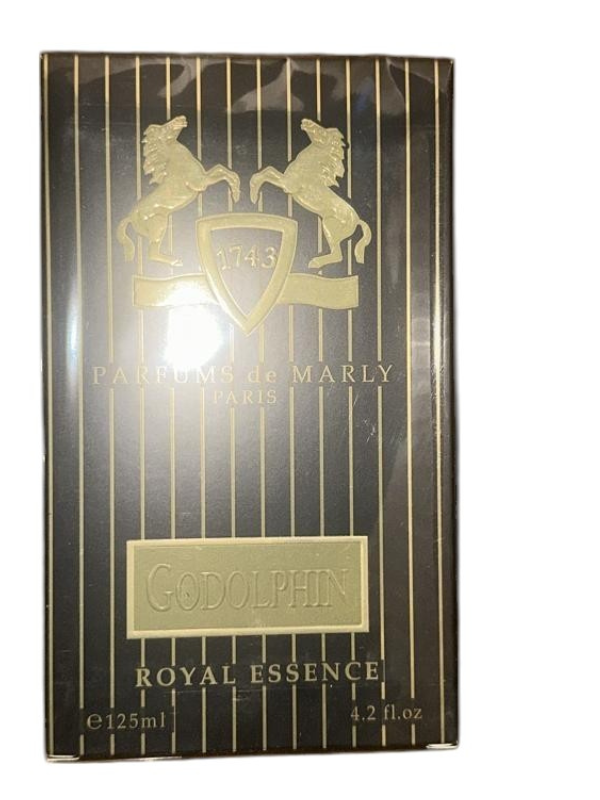 1743
PARFUMS de MARLY
PARIS
GODOLPHIN
ROYAL ESSENCE
℮125ml 4.2 fl.oz